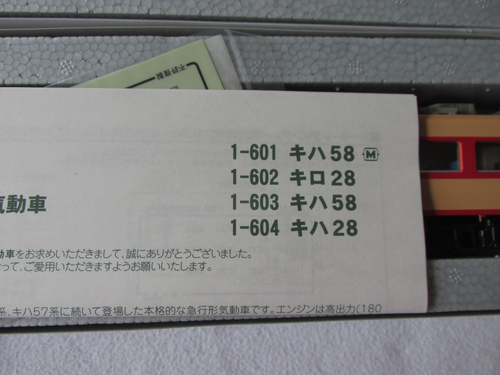 1-601 キハ58 M
1-602 キロ28
気動車
1-603 キハ58
1-604 キハ28
動車をお求めいただきまして、誠にありがとうございました。
って、ご愛用いただきますようお願いいたします。
系、キハ57系に続いて登場した本格的な急行形気動車です。エンジンは高出力(180